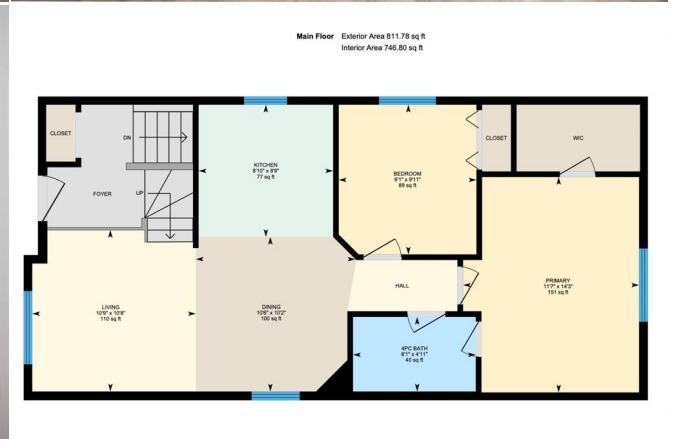 Main Floor Exterior Area 811.78 sq ft
Interior Area 746.80 sq ft
CLOSET
DN
FOYER
UP
KITCHEN
8'10" x 8'9"
77 sq ft
BEDROOM
9'1" x 9'11"
89 sq ft
CLOSET
WIC
LIVING
10'9" x 10'8"
110 sq ft
DINING
10'6" x 10'2"
100 sq ft
HALL
4PC BATH
8'1" x 4'11"
40 sq ft
PRIMARY
11'7" x 14'3"
151 sq ft